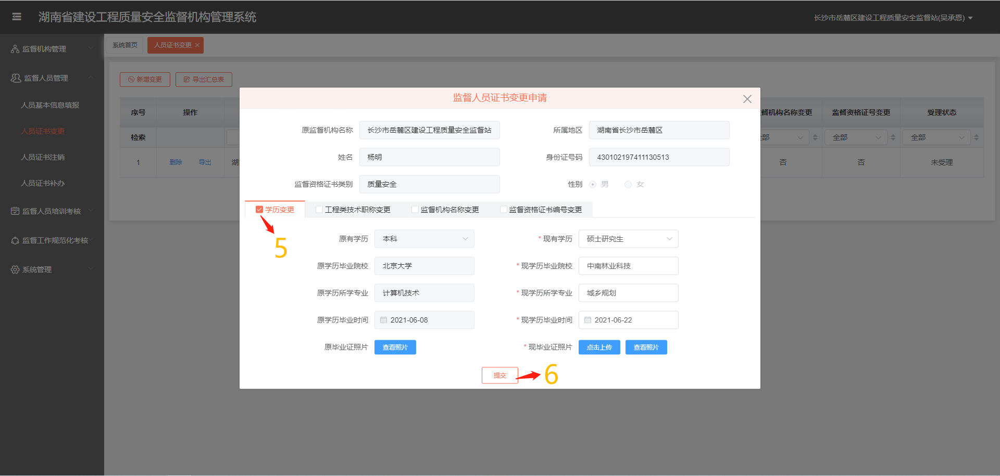 湖南省建设工程质量安全监督机构管理系统
长沙市岳麓区建设工程质量安全监督站(吴承恩)
监督机构管理
监督人员管理
人员基本信息填报
人员证书变更
人员证书注销
人员证书补办
监督人员培训考核
监督工作规范化考核
系统管理
系统首页
人员证书变更
新增变更
导出汇总表
序号 操作
督机构名称变更 监督资格证号变更 受理状态
检索
部 全部 全部
1 删除 导出 湖
否 否 未受理
监督人员证书变更申请
原监督机构名称 长沙市岳麓区建设工程质量安全监督站
所属地区 湖南省长沙市岳麓区
姓名 杨明
身份证号码 430102197411130513
监督资格证书类别 质量安全
性别 男 女
学历变更 工程类技术职称变更 监督机构名称变更 监督资格证书编号变更
5
原有学历 本科
* 现有学历 硕士研究生
原学历毕业院校 北京大学
* 现学历毕业院校 中南林业科技
原学历所学专业 计算机技术
* 现学历所学专业 城乡规划
原学历毕业时间 2021-06-08
* 现学历毕业时间 2021-06-22
原毕业证照片 查看照片
* 现毕业证照片 点击上传 查看照片
提交
6